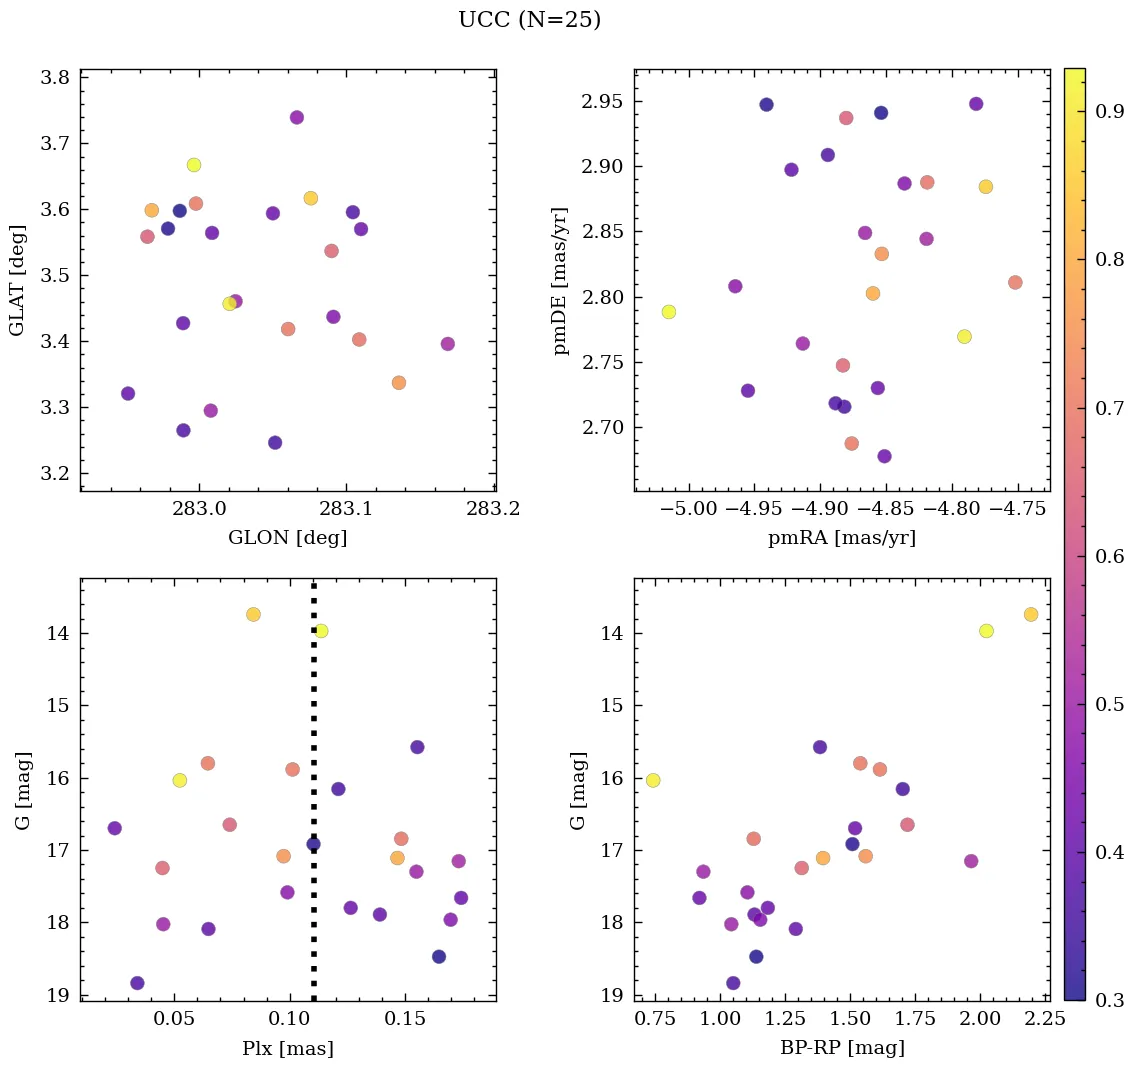 UCC (N=25)
3.8
3.7
3.6
3.5
3.4
3.3
3.2
GLAT [deg]
283.0 283.1 283.2
GLON [deg]
2.95
2.90
2.85
2.80
2.75
2.70
pmDE [mas/yr]
−5.00 −4.95 −4.90 −4.85 −4.80 −4.75
pmRA [mas/yr]
14
15
16
17
18
19
G [mag]
0.05 0.10 0.15
Plx [mas]
14
15
16
17
18
19
G [mag]
0.75 1.00 1.25 1.50 1.75 2.00 2.25
BP-RP [mag]
0.9
0.8
0.7
0.6
0.5
0.4
0.3